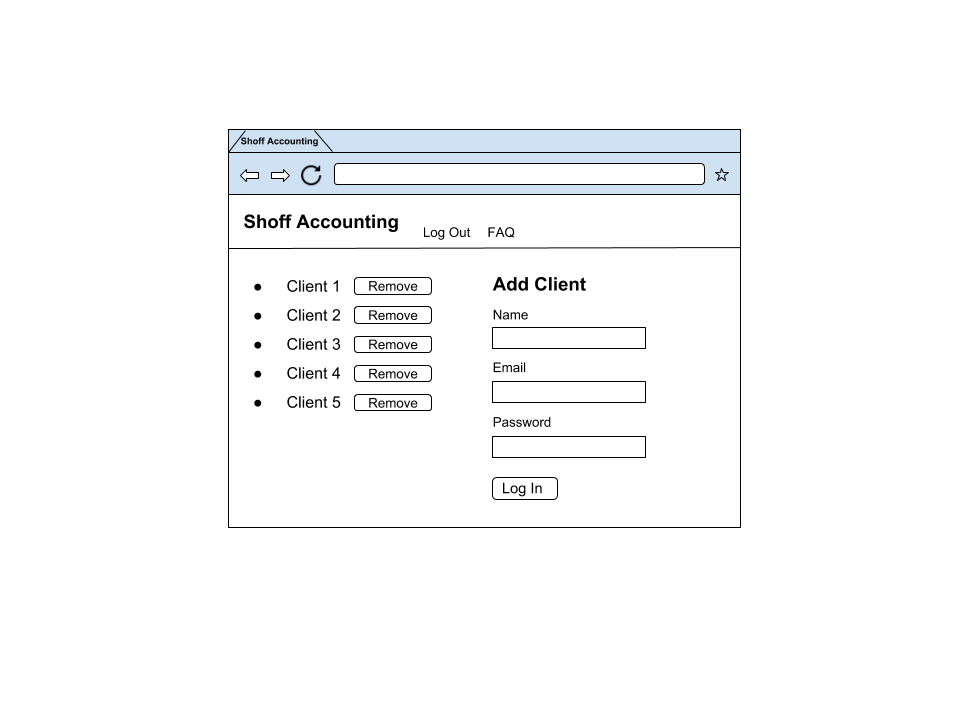 Shoff Accounting
Shoff Accounting
Log Out FAQ
Client 1 Remove
Client 2 Remove
Client 3 Remove
Client 4 Remove
Client 5 Remove
Add Client
Name
Email
Password
Log In